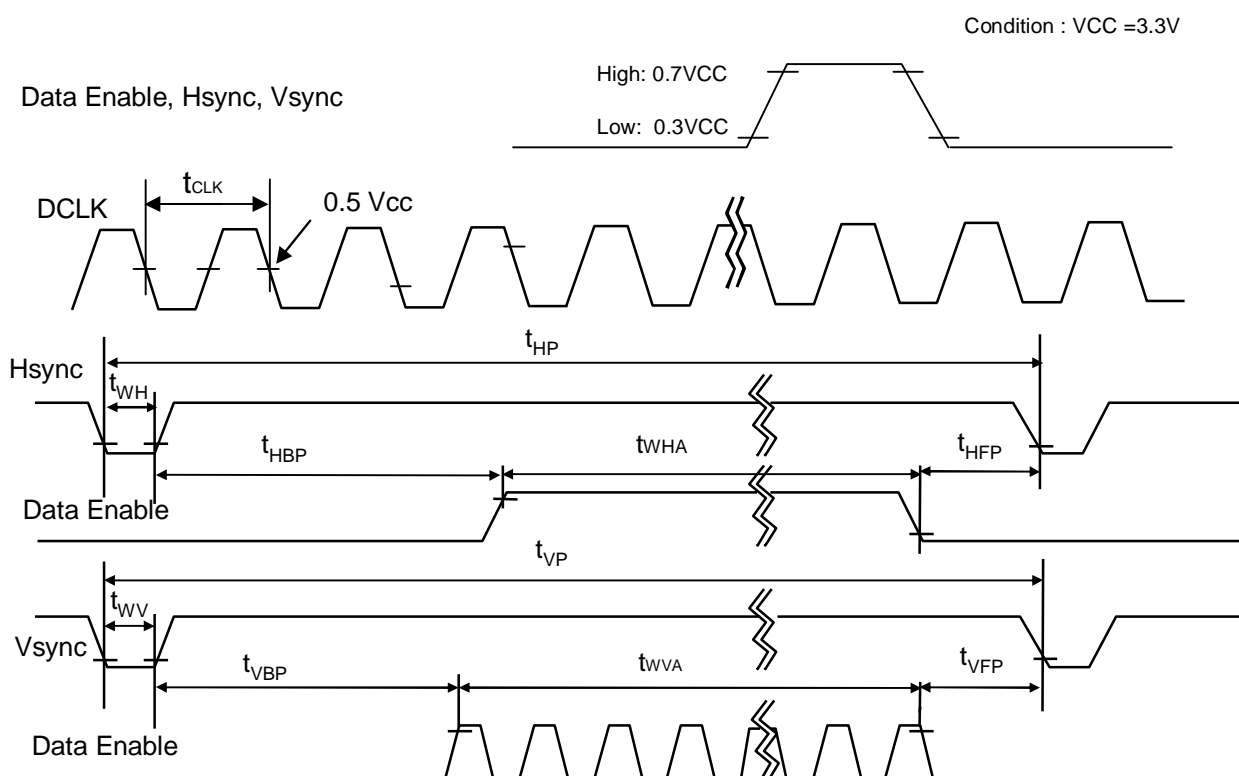 Condition : VCC =3.3V
High: 0.7VCC
Data Enable, Hsync, Vsync
Low: 0.3VCC
tCLK
0.5 Vcc
DCLK
tHP
Hsync
tWH
tHBP
tWHA
tHFP
Data Enable
tVP
tWV
Vsync
tVBP
tWVA
tVFP
Data Enable